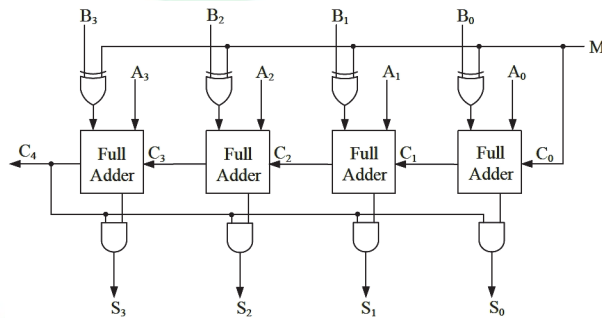 B3 B2 B1 B0
M
A3 A2 A1 A0
C4 Full Adder C3 Full Adder C2 Full Adder C1 Full Adder C0
S3 S2 S1 S0